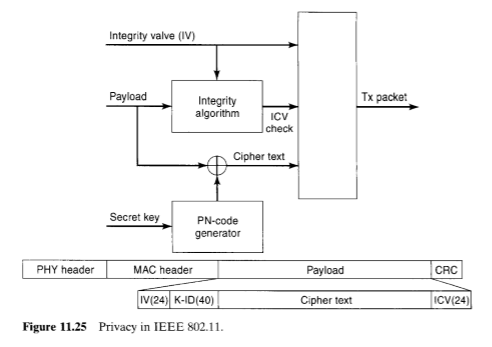 Integrity valve (IV)
Payload
Integrity
algorithm
ICV
check
Tx packet
Cipher text
Secret key
PN-code
generator
PHY header MAC header Payload CRC
IV(24) K-ID(40) Cipher text ICV(24)
Figure 11.25 Privacy in IEEE 802.11.